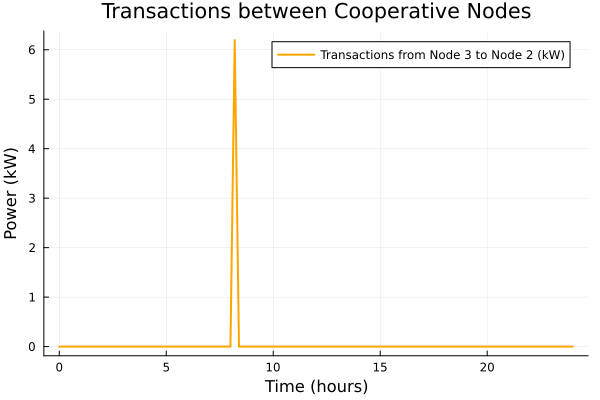 Transactions between Cooperative Nodes
Transactions from Node 3 to Node 2 (kW)
Power (kW)
6
5
4
3
2
1
0
0 5 10 15 20
Time (hours)